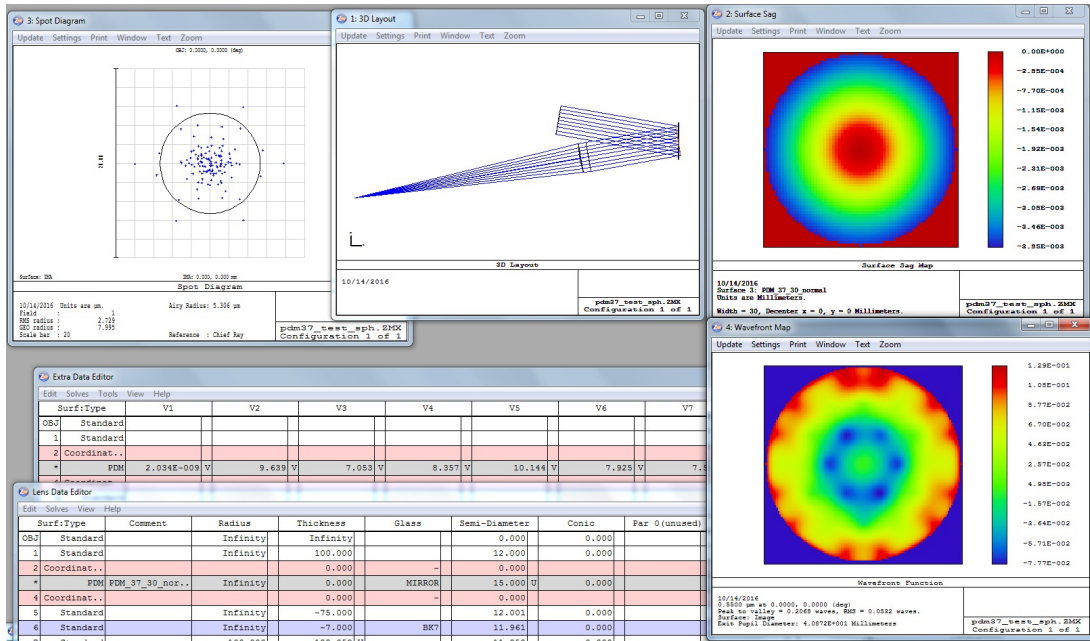 3: Spot Diagram
Update Settings Print Window Text Zoom
OBJ: 0.0000, 0.0000 (deg)
20.00
Surface: IMA
IMA: 0.000, 0.000 mm
Spot Diagram
10/14/2016 Units are µm. Airy Radius: 5.306 µm
Field : 1
RMS radius : 2.729
GEO radius : 7.995
Scale bar : 20 Reference : Chief Ray
pdm37_test_sph.ZMX
Configuration 1 of 1
1: 3D Layout
Update Settings Print Window Text Zoom
3D Layout
10/14/2016
pdm37_test_sph.ZMX
Configuration 1 of 1
2: Surface Sag
Update Settings Print Window Text Zoom
0.00E+000
-3.85E-004
-7.70E-004
-1.15E-003
-1.54E-003
-1.92E-003
-2.31E-003
-2.69E-003
-3.08E-003
-3.46E-003
-3.85E-003
Surface Sag Map
10/14/2016
Surface 3: PDM_37_30_normal
Units are Millimeters.
Width = 30, Decenter x = 0, y = 0 Millimeters.
pdm37_test_sph.ZMX
Configuration 1 of 1
4: Wavefront Map
Update Settings Print Window Text Zoom
1.29E-001
1.08E-001
8.77E-002
6.70E-002
4.63E-002
2.57E-002
4.98E-003
-1.57E-002
-3.64E-002
-5.71E-002
-7.77E-002
Wavefront Function
10/14/2016
0.5500 µm at 0.0000, 0.0000 (deg)
Peak to valley = 0.2068 waves, RMS = 0.0532 waves.
Surface: Image
Exit Pupil Diameter: 4.0872E+001 Millimeters
pdm37_test_sph.ZMX
Configuration 1 of 1
Extra Data Editor
Edit Solves Tools View Help
Surf:Type V1 V2 V3 V4 V5 V6 V7
OBJ Standard
1 Standard
2 Coordinat..
* PDM 2.034E-009 V 9.639 V 7.053 V 8.357 V 10.144 V 7.925 V 7.5
Lens Data Editor
Edit Solves View Help
Surf:Type Comment Radius Thickness Glass Semi-Diameter Conic Par 0(unused)
OBJ Standard Infinity Infinity 0.000 0.000
1 Standard Infinity 100.000 12.000 0.000
2 Coordinat.. 0.000 - 0.000
* PDM PDM_37_30_nor.. Infinity 0.000 MIRROR 15.000 U 0.000
4 Coordinat.. 0.000 - 0.000
5 Standard Infinity -75.000 12.001 0.000
6 Standard Infinity -7.000 BK7 11.961 0.000